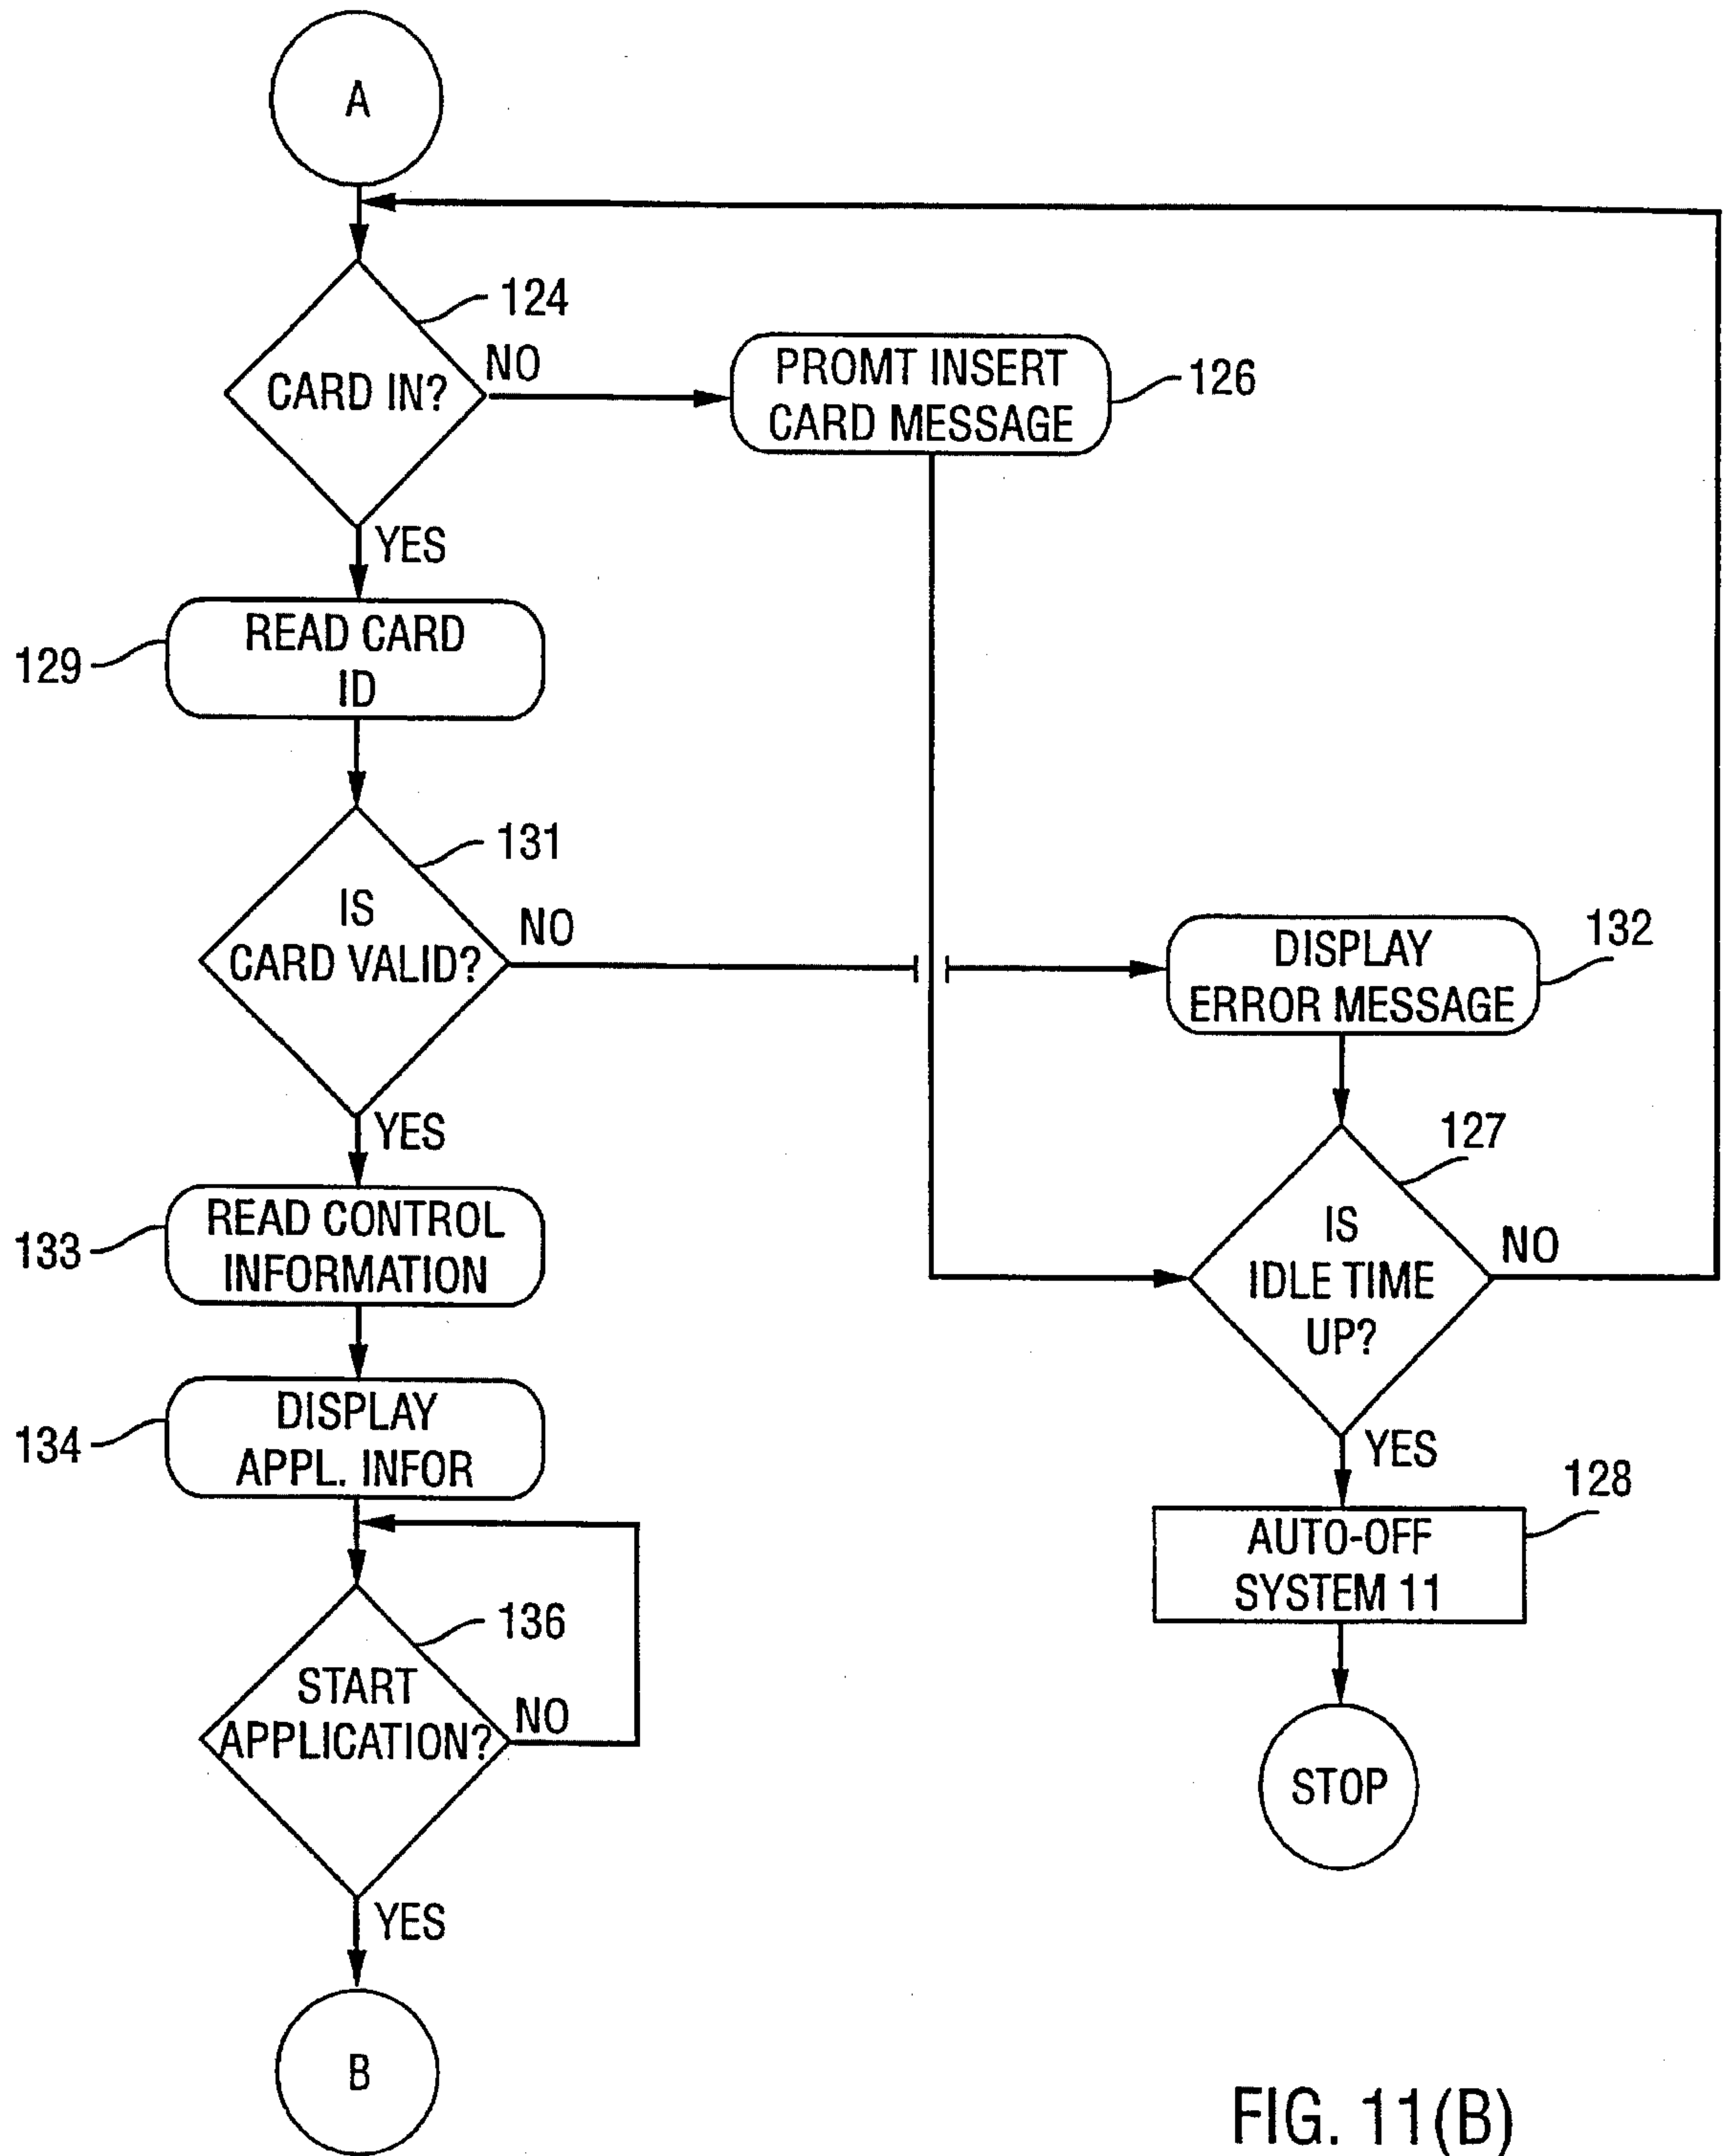 A
124
CARD IN?
NO
PROMT INSERT
CARD MESSAGE
126
YES
129
READ CARD
ID
131
IS
CARD VALID?
NO
DISPLAY
ERROR MESSAGE
132
YES
127
IS
IDLE TIME
UP?
NO
133
READ CONTROL
INFORMATION
134
DISPLAY
APPL. INFOR
YES
128
AUTO-OFF
SYSTEM 11
136
START
APPLICATION?
NO
STOP
YES
B
FIG. 11(B)